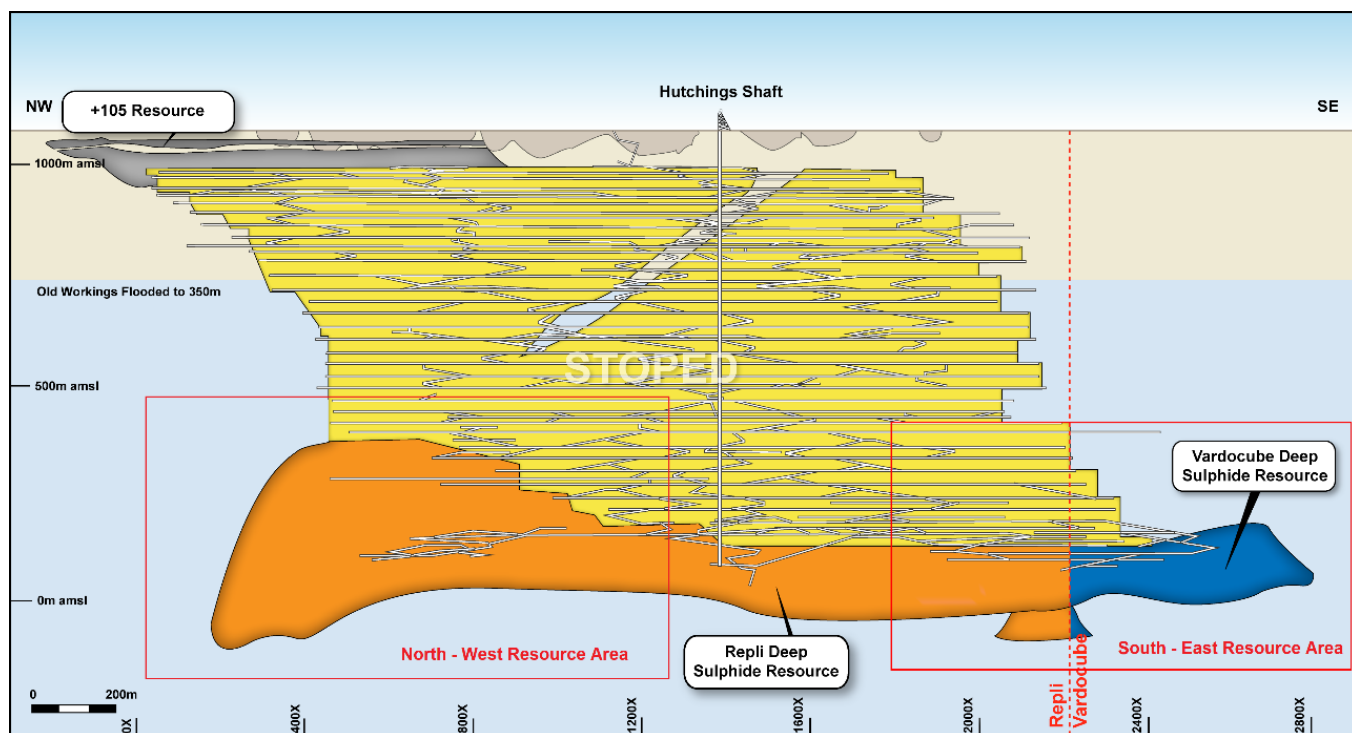 NW
+105 Resource
Hutchings Shaft
SE
1000m amsl
Old Workings Flooded to 350m
STOPED
500m amsl
Vardocube Deep
Sulphide Resource
0m amsl
North - West Resource Area
Repli Deep
Sulphide Resource
South - East Resource Area
Repli
Vardocube
0
200m
400X
800X
1200X
1600X
2000X
2400X
2800X